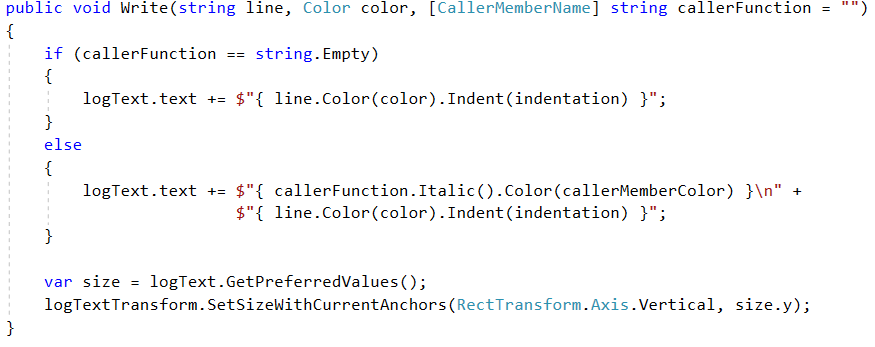 public void Write(string line, Color color, [CallerMemberName] string callerFunction = "")
{
    if (callerFunction == string.Empty)
    {
        logText.text += $"{ line.Color(color).Indent(indentation) }";
    }
    else
    {
        logText.text += $"{ callerFunction.Italic().Color(callerMemberColor) }\n" +
                        $"{ line.Color(color).Indent(indentation) }";
    }

    var size = logText.GetPreferredValues();
    logTextTransform.SetSizeWithCurrentAnchors(RectTransform.Axis.Vertical, size.y);
}